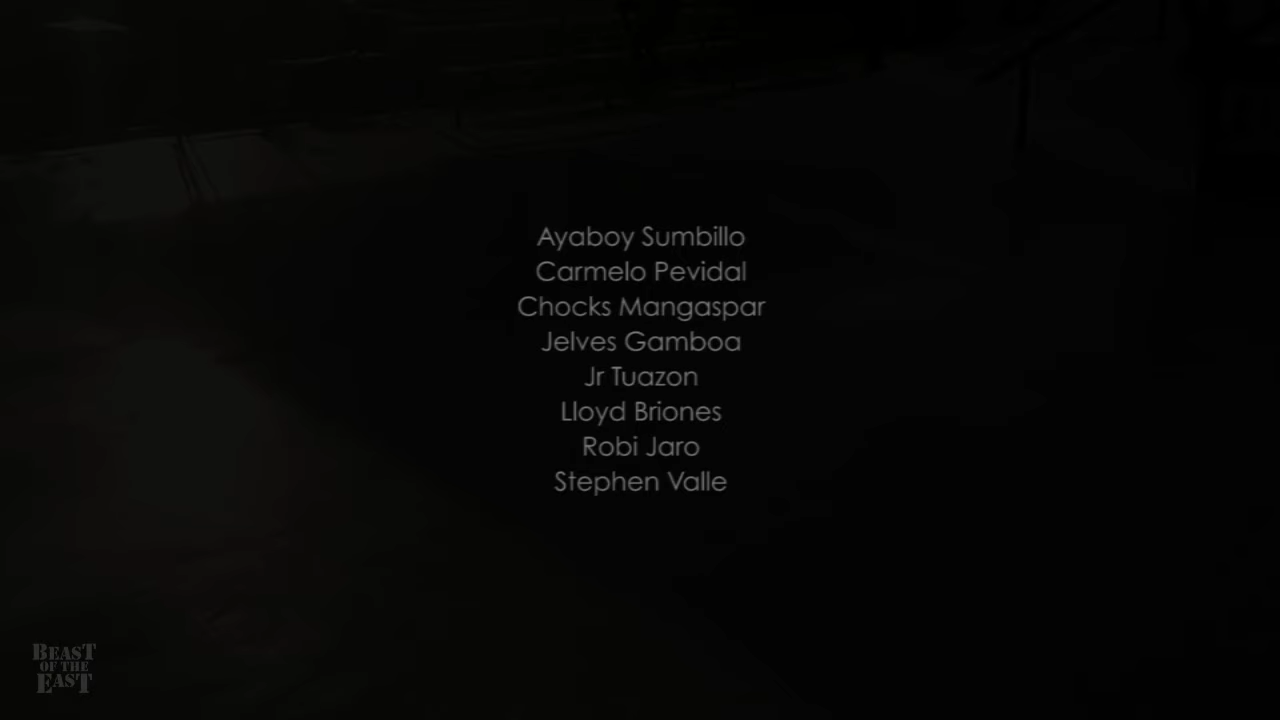 Ayaboy Sumbillo
Carmelo Pevidal
Chocks Mangaspar
Jelves Gamboa
Jr Tuazon
Lloyd Briones
Robi Jaro
Stephen Valle
BEAST
OF THE
EAST